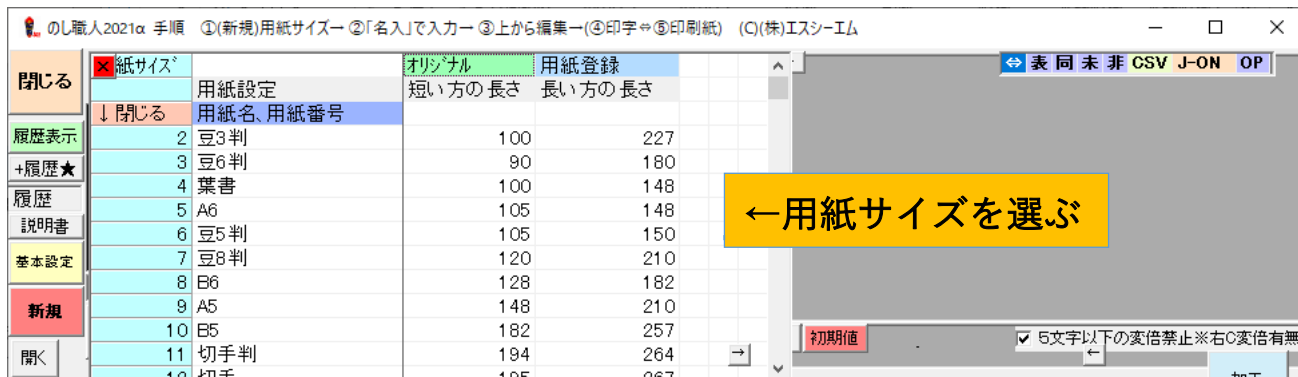 のし職人2021α 手順 ①(新規)用紙サイズ→ ②「名入」で入力→ ③上から編集→(④印字⇔⑤印刷紙) (C)(株)エスシーエム
閉じる
履歴表示
+履歴★
履歴
説明書
基本設定
新規
開く
紙サイズ オリジナル 用紙登録
用紙設定 短い方の長さ 長い方の長さ
↓閉じる 用紙名、用紙番号
2 豆3判 100 227
3 豆6判 90 180
4 葉書 100 148
5 A6 105 148
6 豆5判 105 150
7 豆8判 120 210
8 B6 128 182
9 A5 148 210
10 B5 182 257
11 切手判 194 264
⇔ 表 同 未 非 CSV J-ON OP
←用紙サイズを選ぶ
初期値
5文字以下の変倍禁止※右C変倍有無
→
←